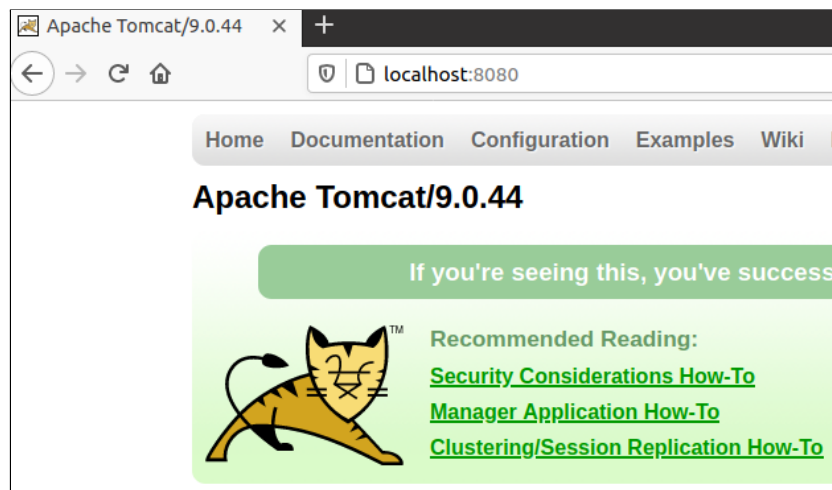 Apache Tomcat/9.0.44
localhost:8080
Home Documentation Configuration Examples Wiki
Apache Tomcat/9.0.44
If you're seeing this, you've success
TM
Recommended Reading:
Security Considerations How-To
Manager Application How-To
Clustering/Session Replication How-To